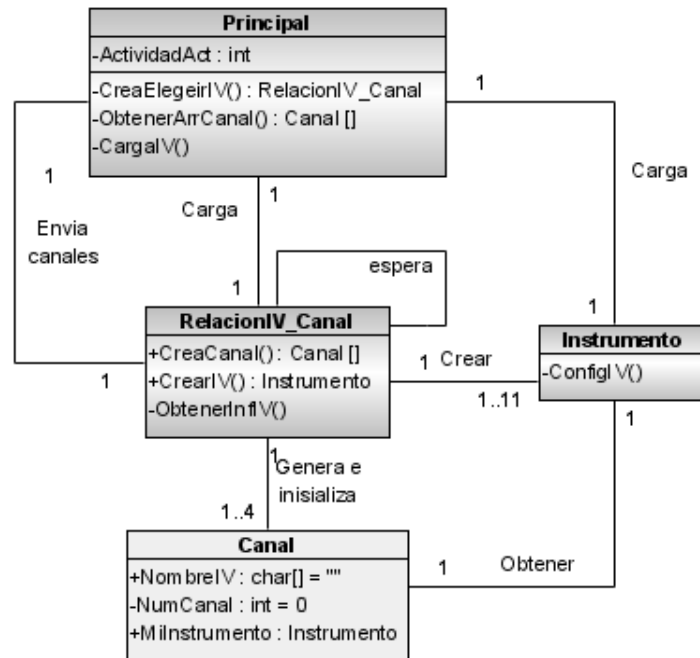 Principal
-ActividadAct : int
-CreaElegeirIV() : RelacionIV_Canal
-ObtenerArrCanal() : Canal []
-CargaIV()
1
1
1
1
Envia
canales
Carga
Carga
espera
1
1
RelacionIV_Canal
+CreaCanal() : Canal []
+CrearIV() : Instrumento
-ObtenerInfIV()
Instrumento
-ConfigIV()
1
1 Crear
1..11
1
1
Genera e
inisializa
1..4
Canal
+NombreIV : char[] = ""
-NumCanal : int = 0
+MiInstrumento : Instrumento
1
Obtener